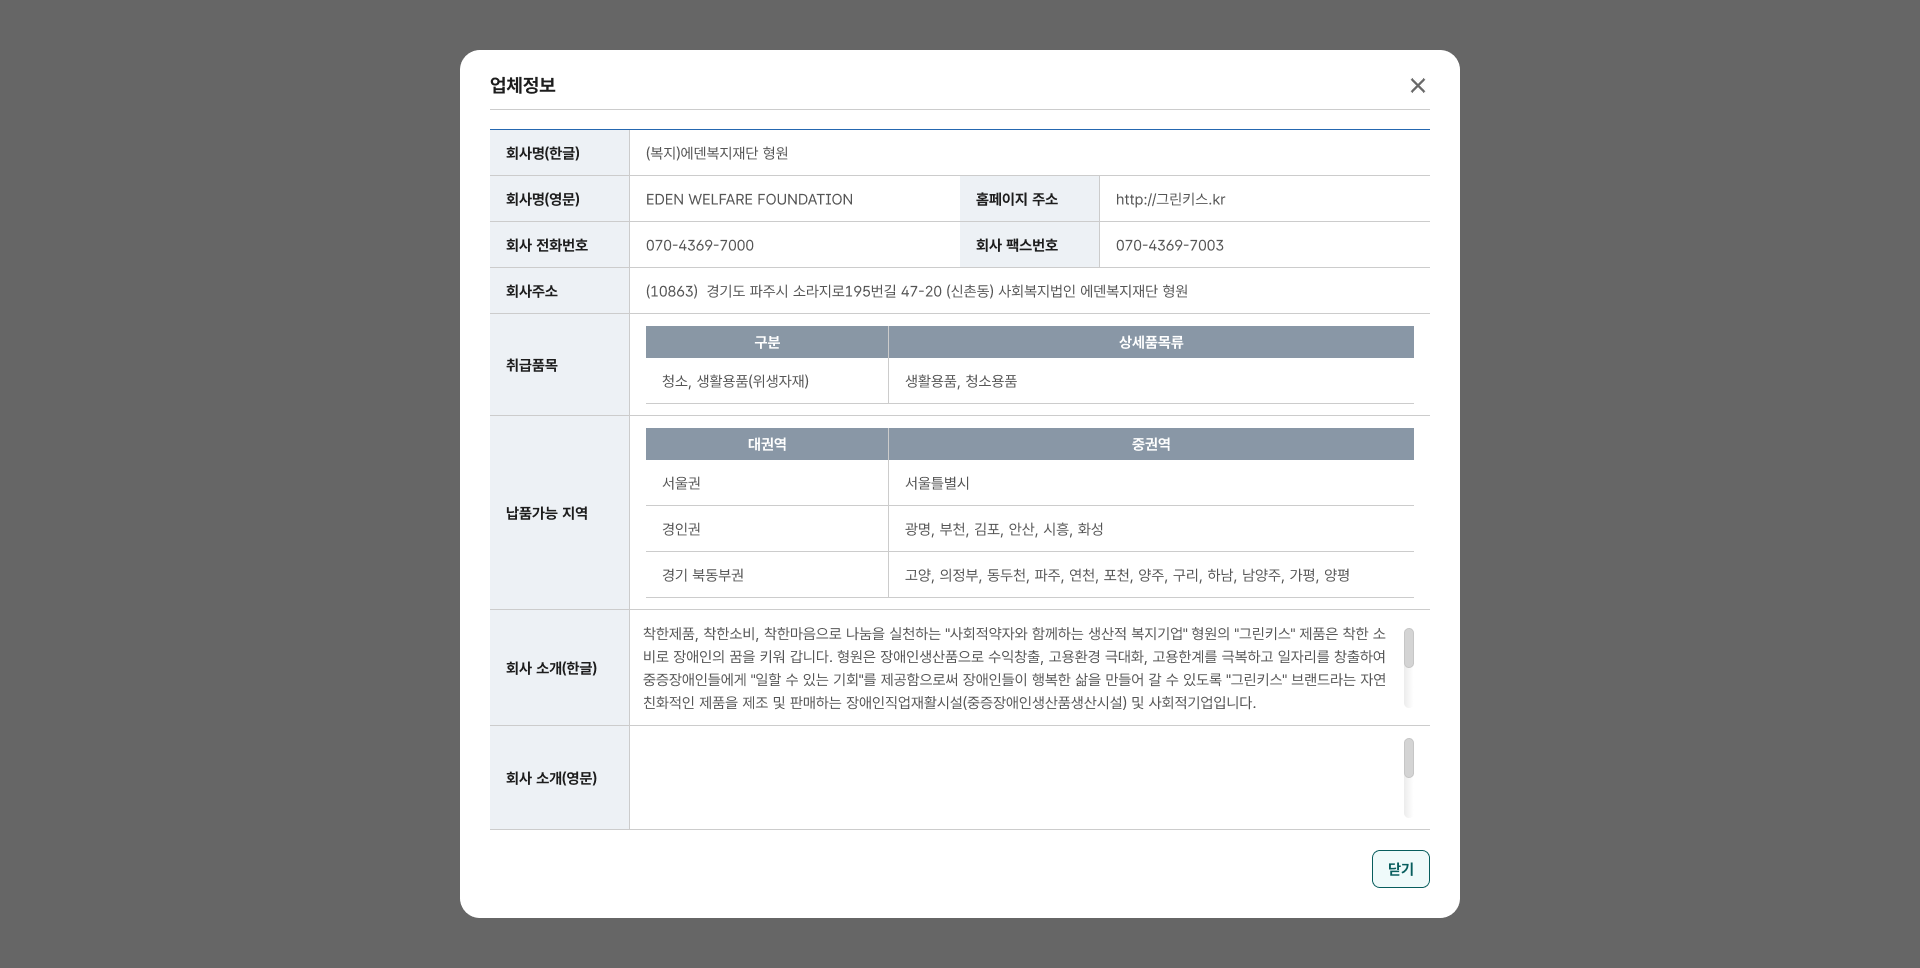 업체정보
회사명(한글) (복지)에덴복지재단 형원
회사명(영문) EDEN WELFARE FOUNDATION 홈페이지 주소 http://그린키스.kr
회사 전화번호 070-4369-7000 회사 팩스번호 070-4369-7003
회사주소 (10863) 경기도 파주시 소라지로195번길 47-20 (신촌동) 사회복지법인 에덴복지재단 형원
취급품목
구분 상세품목류
청소, 생활용품(위생자재) 생활용품, 청소용품
납품가능 지역
대권역 중권역
서울권 서울틀별시
경인권 광명, 부천, 김포, 안산, 시흥, 화성
경기 북동부권 고양, 의정부, 동두천, 파주, 연천, 포천, 양주, 구리, 하남, 남양주, 가평, 양평
회사 소개(한글)
착한제품, 착한소비, 착한마음으로 나눔을 실천하는 "사회적약자와 함께하는 생산적 복지기업" 형원의 "그린키스" 제품은 착한 소
비로 장애인의 꿈을 키워 갑니다. 형원은 장애인생산품으로 수익창출, 고용환경 극대화, 고용한계를 극복하고 일자리를 창출하여
중증장애인들에게 "일할 수 있는 기회"를 제공함으로써 장애인들이 행복한 삶을 만들어 갈 수 있도록 "그린키스" 브랜드라는 자연
친화적인 제품을 제조 및 판매하는 장애인직업재활시설(중증장애인생산품생산시설) 및 사회적기업입니다.
회사 소개(영문)
닫기